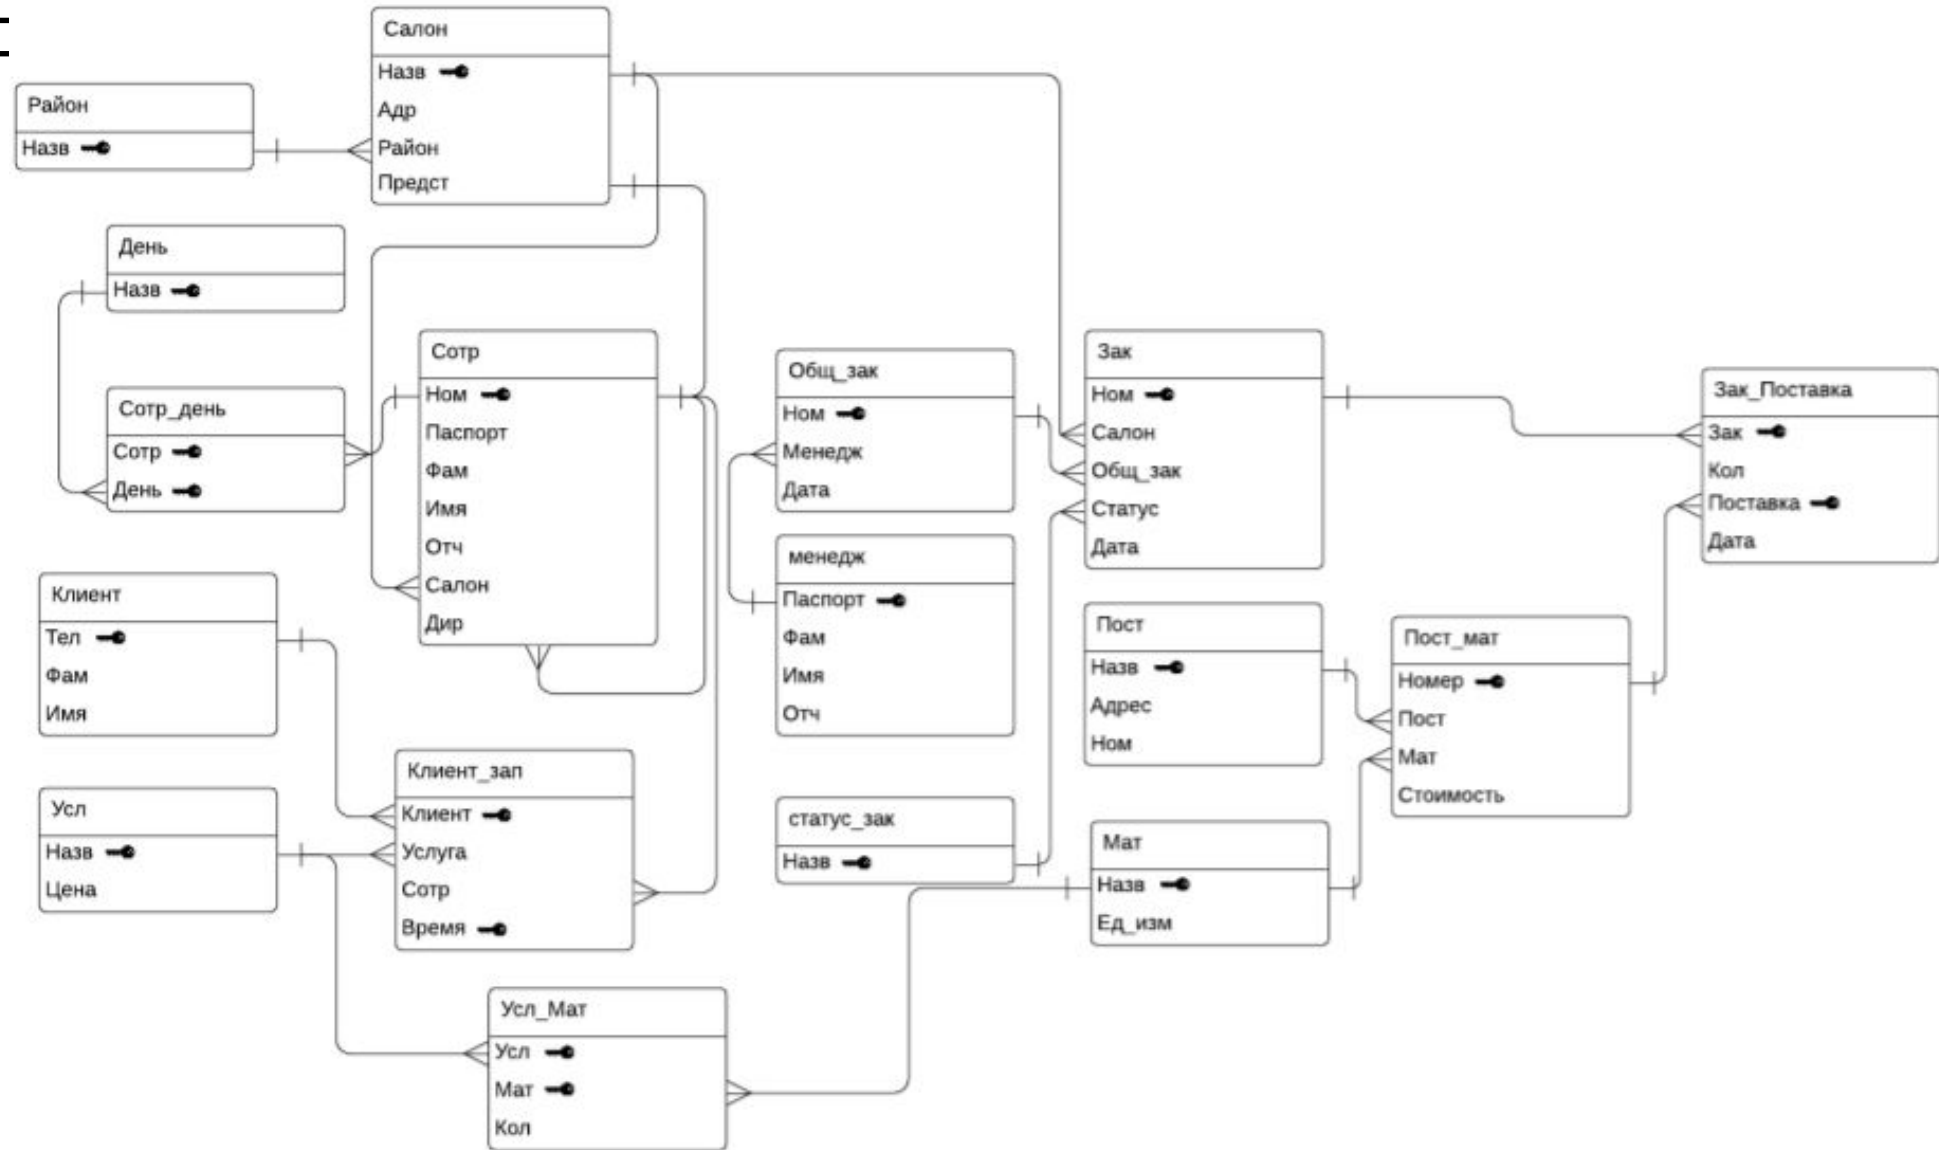 Салон
Назв
Адр
Район
Предст
Район
Назв
День
Назв
Сотр_день
Сотр
День
Сотр
Ном
Паспорт
Фам
Имя
Отч
Салон
Дир
Общ_зак
Ном
Менедж
Дата
менедж
Паспорт
Фам
Имя
Отч
Зак
Ном
Салон
Общ_зак
Статус
Дата
Зак_Поставка
Зак
Кол
Поставка
Дата
Клиент
Тел
Фам
Имя
Усл
Назв
Цена
Клиент_зап
Клиент
Услуга
Сотр
Время
статус_зак
Назв
Пост
Назв
Адрес
Ном
Пост_мат
Номер
Пост
Мат
Стоимость
Мат
Назв
Ед_изм
Усл_Мат
Усл
Мат
Кол